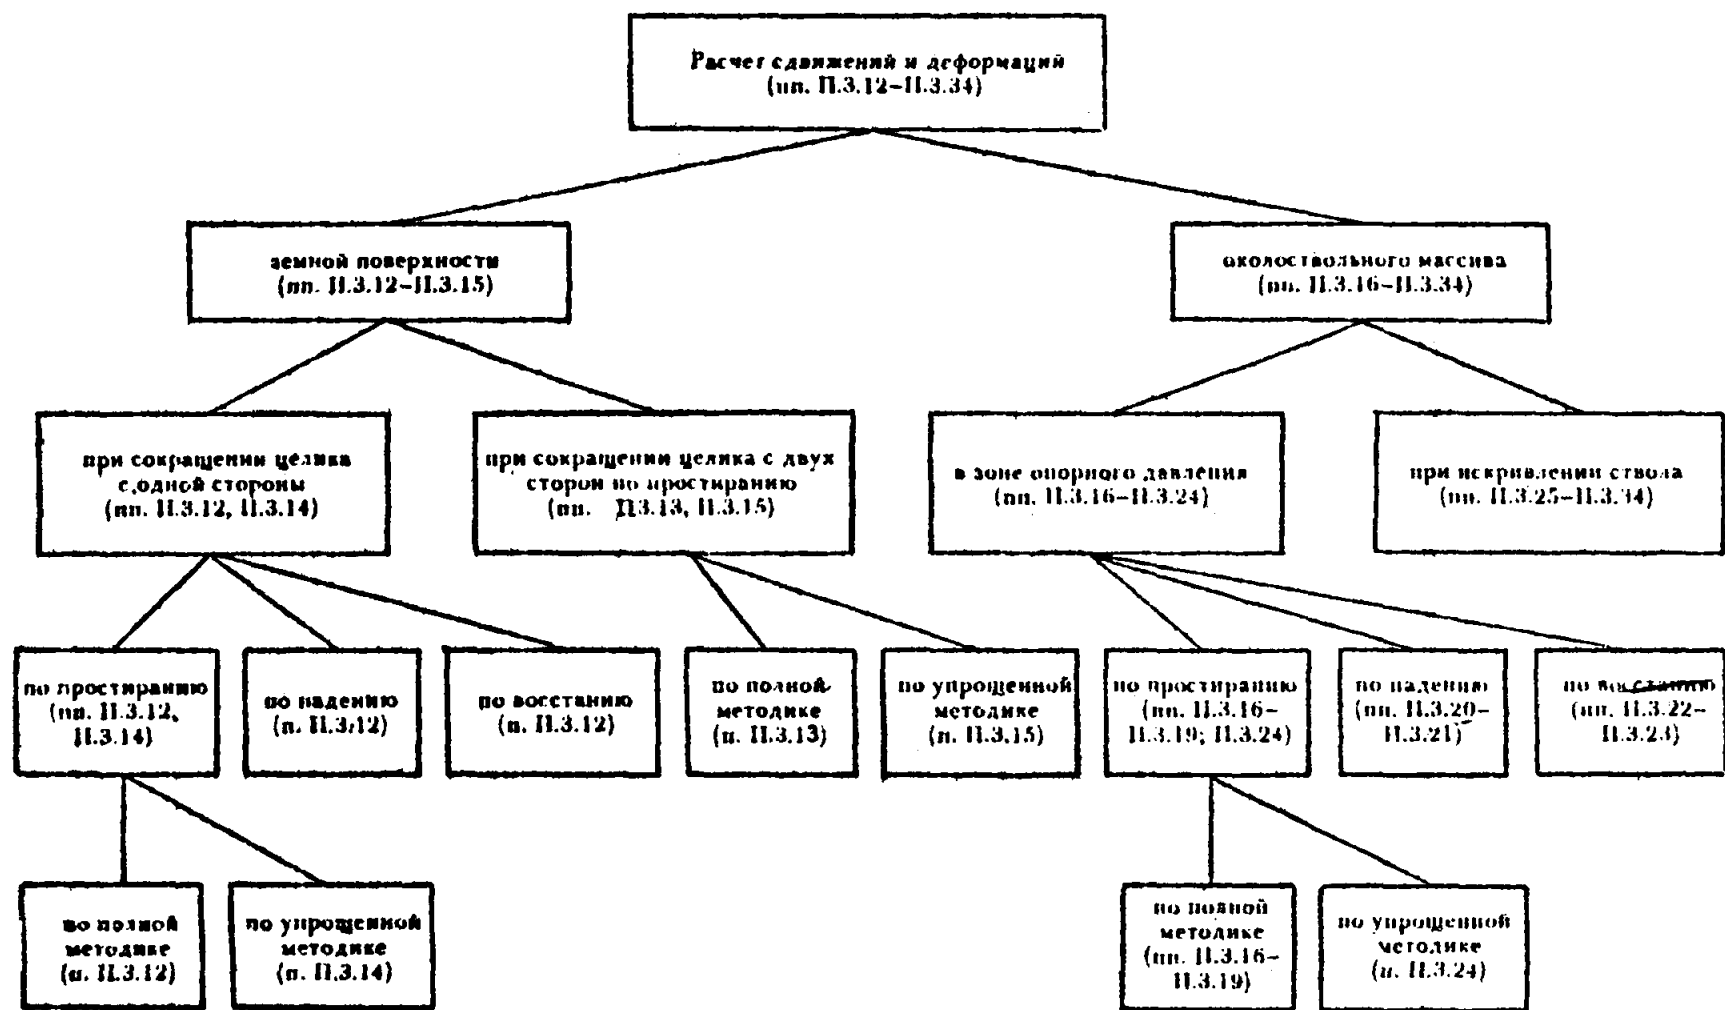 Расчет сдвижений и деформаций
(пп. П.3.12–П.3.34)
земной поверхности
(пп. П.3.12–П.3.15)
околоствольного массива
(пп. П.3.16–П.3.34)
при сокращении целика
с одной стороны
(пп. П.3.12, П.3.14)
при сокращении целика с двух
сторон по простиранию
(пп. П.3.13, П.3.15)
в зоне опорного давления
(пп. П.3.16–П.3.24)
при искривлении ствола
(пп. П.3.25–П.3.34)
по простиранию
(пп. П.3.12,
П.3.14)
по падению
(п. П.3.12)
по восстанию
(п. П.3.12)
по полной
методике
(п. П.3.13)
по упрощенной
методике
(п. П.3.15)
по простиранию
(пп. П.3.16–
П.3.19; П.3.24)
по падению
(пп. П.3.20–
П.3.21)
по восстанию
(пп. П.3.22–
П.3.23)
по полной
методике
(п. П.3.12)
по упрощенной
методике
(п. П.3.14)
по полной
методике
(пп. П.3.16–
П.3.19)
по упрощенной
методике
(п. П.3.24)